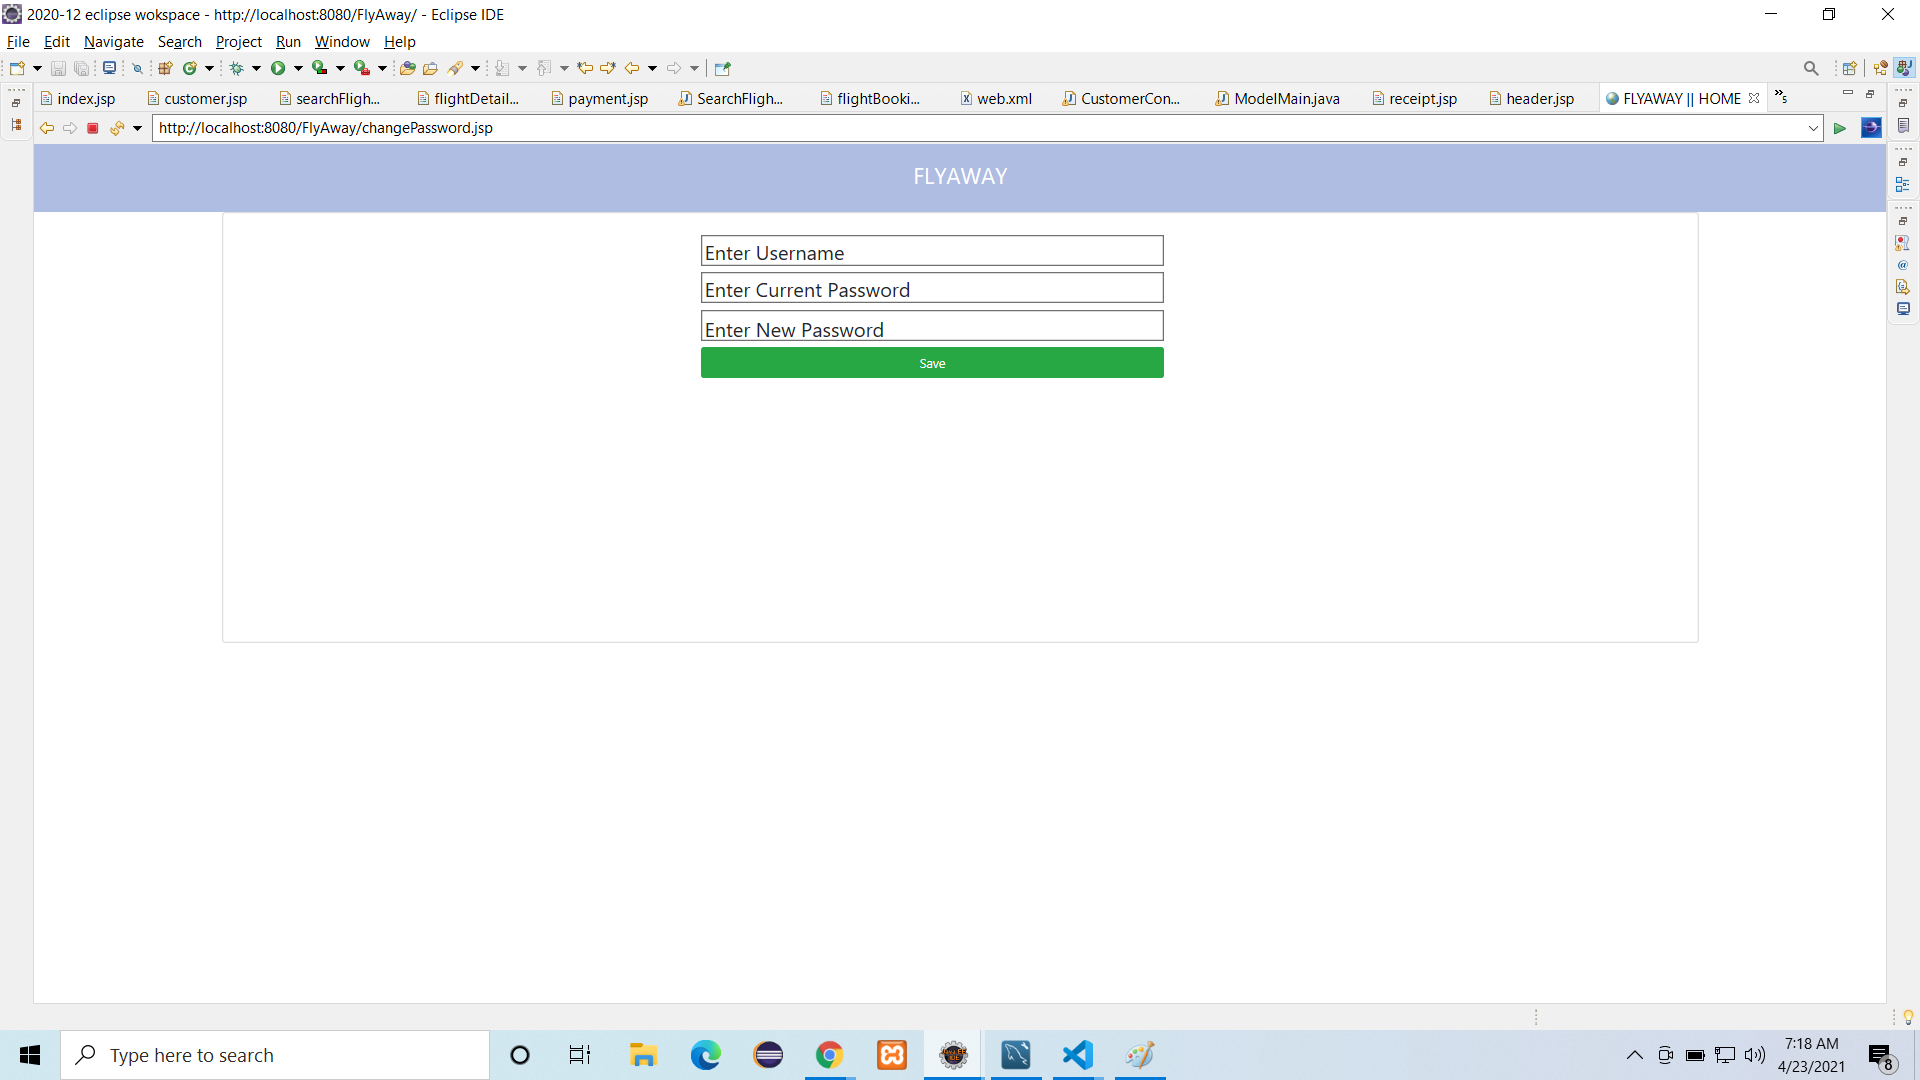 2020-12 eclipse wokspace - http://localhost:8080/FlyAway/ - Eclipse IDE
File Edit Navigate Search Project Run Window Help
index.jsp customer.jsp searchFligh... flightDetail... payment.jsp SearchFligh... flightBooki... web.xml CustomerCon... ModelMain.java receipt.jsp header.jsp FLYAWAY || HOME »5
http://localhost:8080/FlyAway/changePassword.jsp
FLYAWAY
Enter Username
Enter Current Password
Enter New Password
Save
Type here to search
7:18 AM
4/23/2021
8